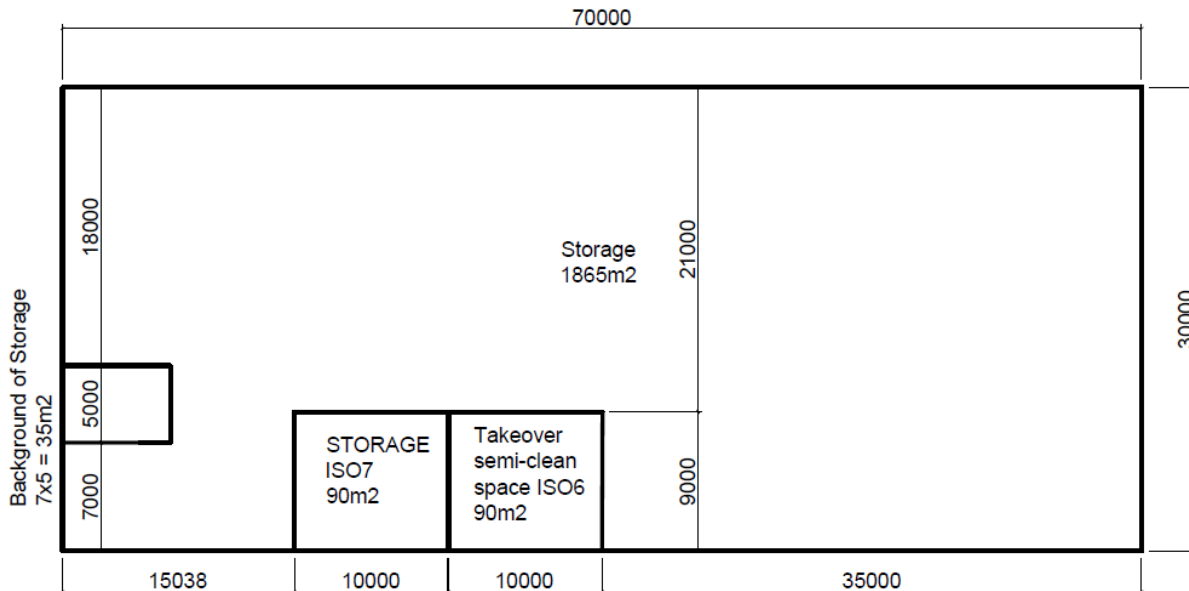 70000
18000
Storage
1865m2
21000
30000
Background of Storage
7x5 = 35m2
5000
7000
STORAGE
ISO7
90m2
Takeover
semi-clean
space ISO6
90m2
9000
15038
10000
10000
35000